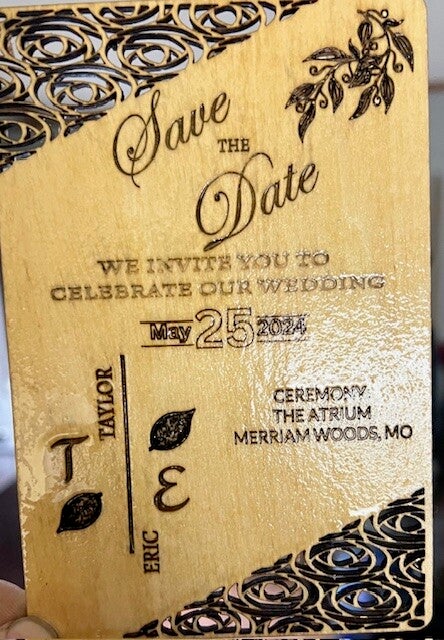 Save
THE
Date
WE INVITE YOU TO
CELEBRATE OUR WEDDING
May 25 2024
TAYLOR
T
E
ERIC
CEREMONY
THE ATRIUM
MERRIAM WOODS, MO